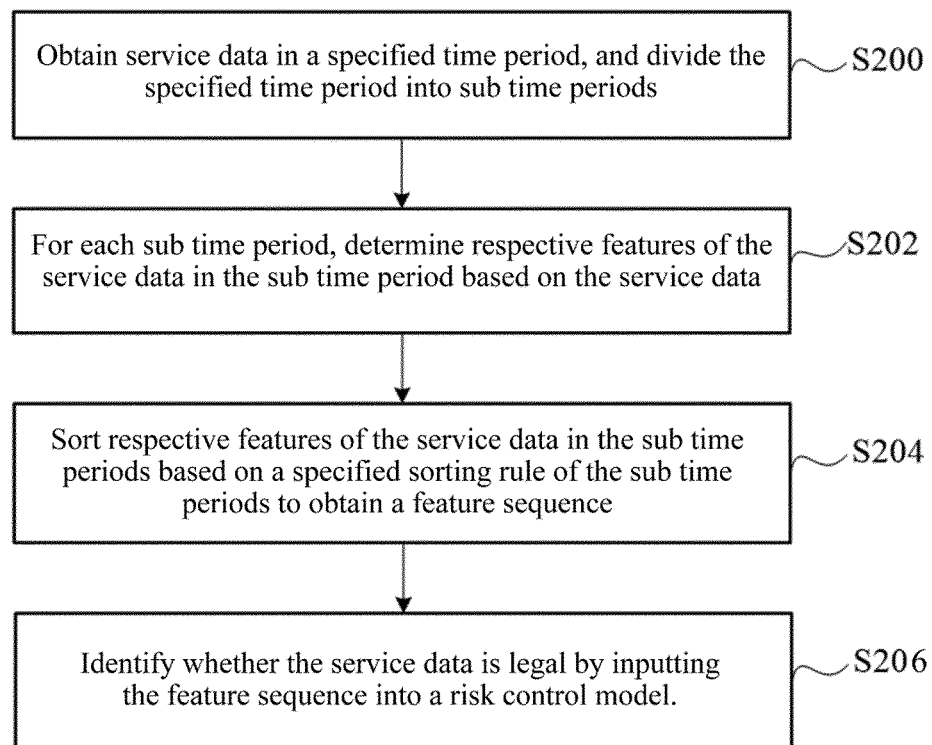 Obtain service data in a specified time period, and divide the
specified time period into sub time periods
S200
For each sub time period, determine respective features of the
service data in the sub time period based on the service data
S202
Sort respective features of the service data in the sub time
periods based on a specified sorting rule of the sub time
periods to obtain a feature sequence
S204
Identify whether the service data is legal by inputting
the feature sequence into a risk control model.
S206